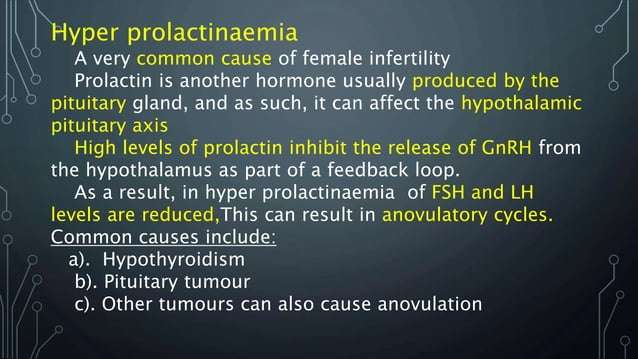 Hyper prolactinaemia
A very common cause of female infertility
Prolactin is another hormone usually produced by the
pituitary gland, and as such, it can affect the hypothalamic
pituitary axis
High levels of prolactin inhibit the release of GnRH from
the hypothalamus as part of a feedback loop.
As a result, in hyper prolactinaemia of FSH and LH
levels are reduced,This can result in anovulatory cycles.
Common causes include:
a). Hypothyroidism
b). Pituitary tumour
c). Other tumours can also cause anovulation